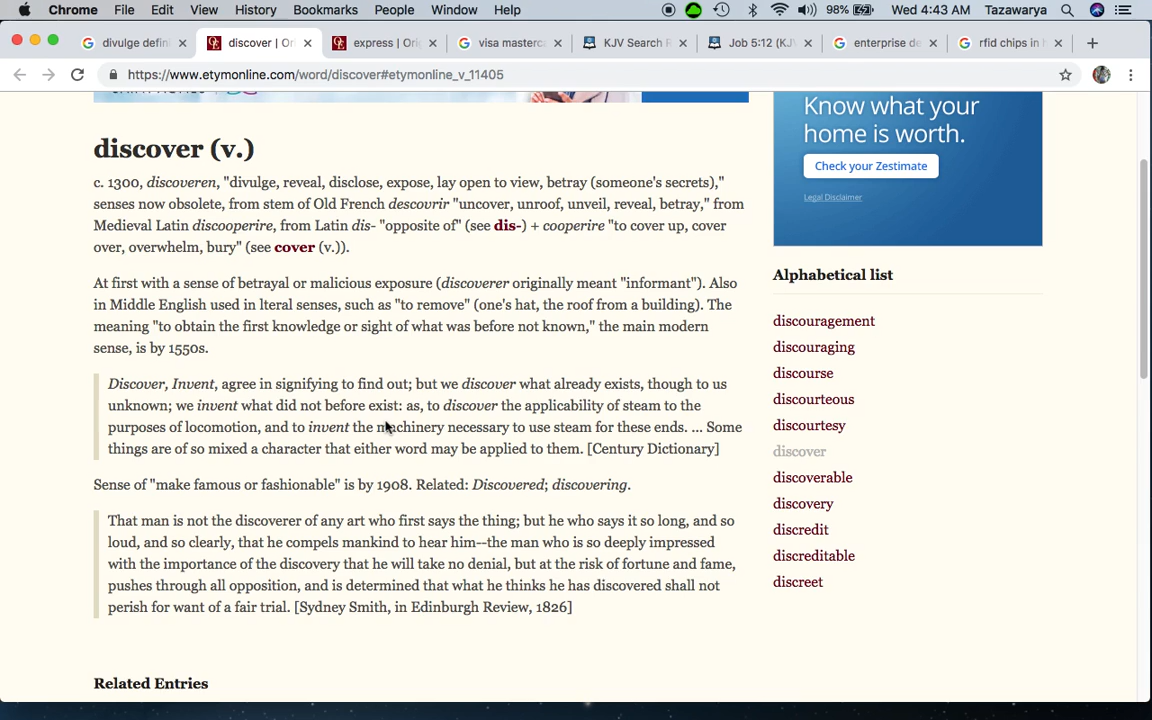 Chrome File Edit View History Bookmarks People Window Help 98% Wed 4:43 AM Tazawarya
divulge defini discover | Ori express | Orig visa masterca KJV Search R Job 5:12 (KJV enterprise de rfid chips in h
https://www.etymonline.com/word/discover#etymonline_v_11405
Know what your
home is worth.
Check your Zestimate
Legal Disclaimer
discover (v.)
c. 1300, discoveren, "divulge, reveal, disclose, expose, lay open to view, betray (someone's secrets),"
senses now obsolete, from stem of Old French descovrir "uncover, unroof, unveil, reveal, betray," from
Medieval Latin discooperire, from Latin dis- "opposite of" (see dis-) + cooperire "to cover up, cover
over, overwhelm, bury" (see cover (v.)).
At first with a sense of betrayal or malicious exposure (discoverer originally meant "informant"). Also
in Middle English used in lteral senses, such as "to remove" (one's hat, the roof from a building). The
meaning "to obtain the first knowledge or sight of what was before not known," the main modern
sense, is by 1550s.
Discover, Invent, agree in signifying to find out; but we discover what already exists, though to us
unknown; we invent what did not before exist: as, to discover the applicability of steam to the
purposes of locomotion, and to invent the machinery necessary to use steam for these ends. ... Some
things are of so mixed a character that either word may be applied to them. [Century Dictionary]
Sense of "make famous or fashionable" is by 1908. Related: Discovered; discovering.
That man is not the discoverer of any art who first says the thing; but he who says it so long, and so
loud, and so clearly, that he compels mankind to hear him--the man who is so deeply impressed
with the importance of the discovery that he will take no denial, but at the risk of fortune and fame,
pushes through all opposition, and is determined that what he thinks he has discovered shall not
perish for want of a fair trial. [Sydney Smith, in Edinburgh Review, 1826]
Related Entries
Alphabetical list
discouragement
discouraging
discourse
discourteous
discourtesy
discover
discoverable
discovery
discredit
discreditable
discreet